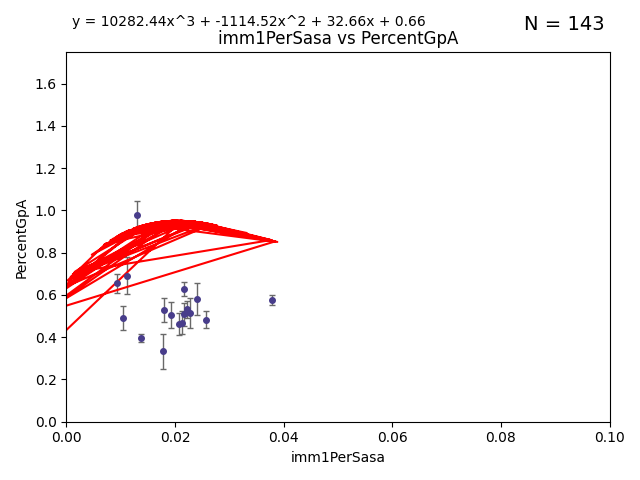 y = 10282.44x^3 + -1114.52x^2 + 32.66x + 0.66
N = 143
imm1PerSasa vs PercentGpA
PercentGpA
1.6
1.4
1.2
1.0
0.8
0.6
0.4
0.2
0.0
0.00 0.02 0.04 0.06 0.08 0.10
imm1PerSasa